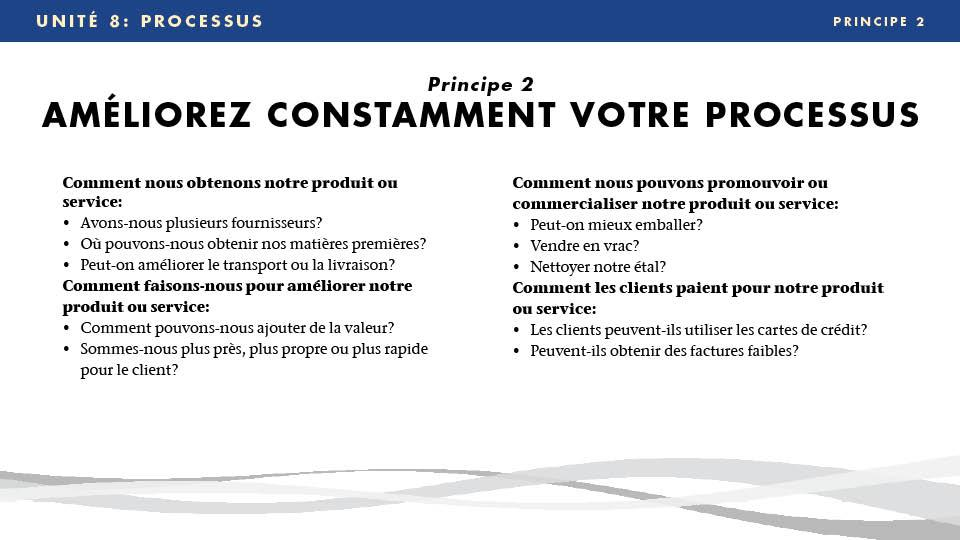 UNITÉ 8: PROCESSUS
PRINCIPE 2
Principe 2
AMÉLIOREZ CONSTAMMENT VOTRE PROCESSUS
Comment nous obtenons notre produit ou
service:
• Avons-nous plusieurs fournisseurs?
• Où pouvons-nous obtenir nos matières premières?
• Peut-on améliorer le transport ou la livraison?
Comment faisons-nous pour améliorer notre
produit ou service:
• Comment pouvons-nous ajouter de la valeur?
• Sommes-nous plus près, plus propre ou plus rapide
pour le client?
Comment nous pouvons promouvoir ou
commercialiser notre produit ou service:
• Peut-on mieux emballer?
• Vendre en vrac?
• Nettoyer notre étal?
Comment les clients paient pour notre produit
ou service:
• Les clients peuvent-ils utiliser les cartes de crédit?
• Peuvent-ils obtenir des factures faibles?